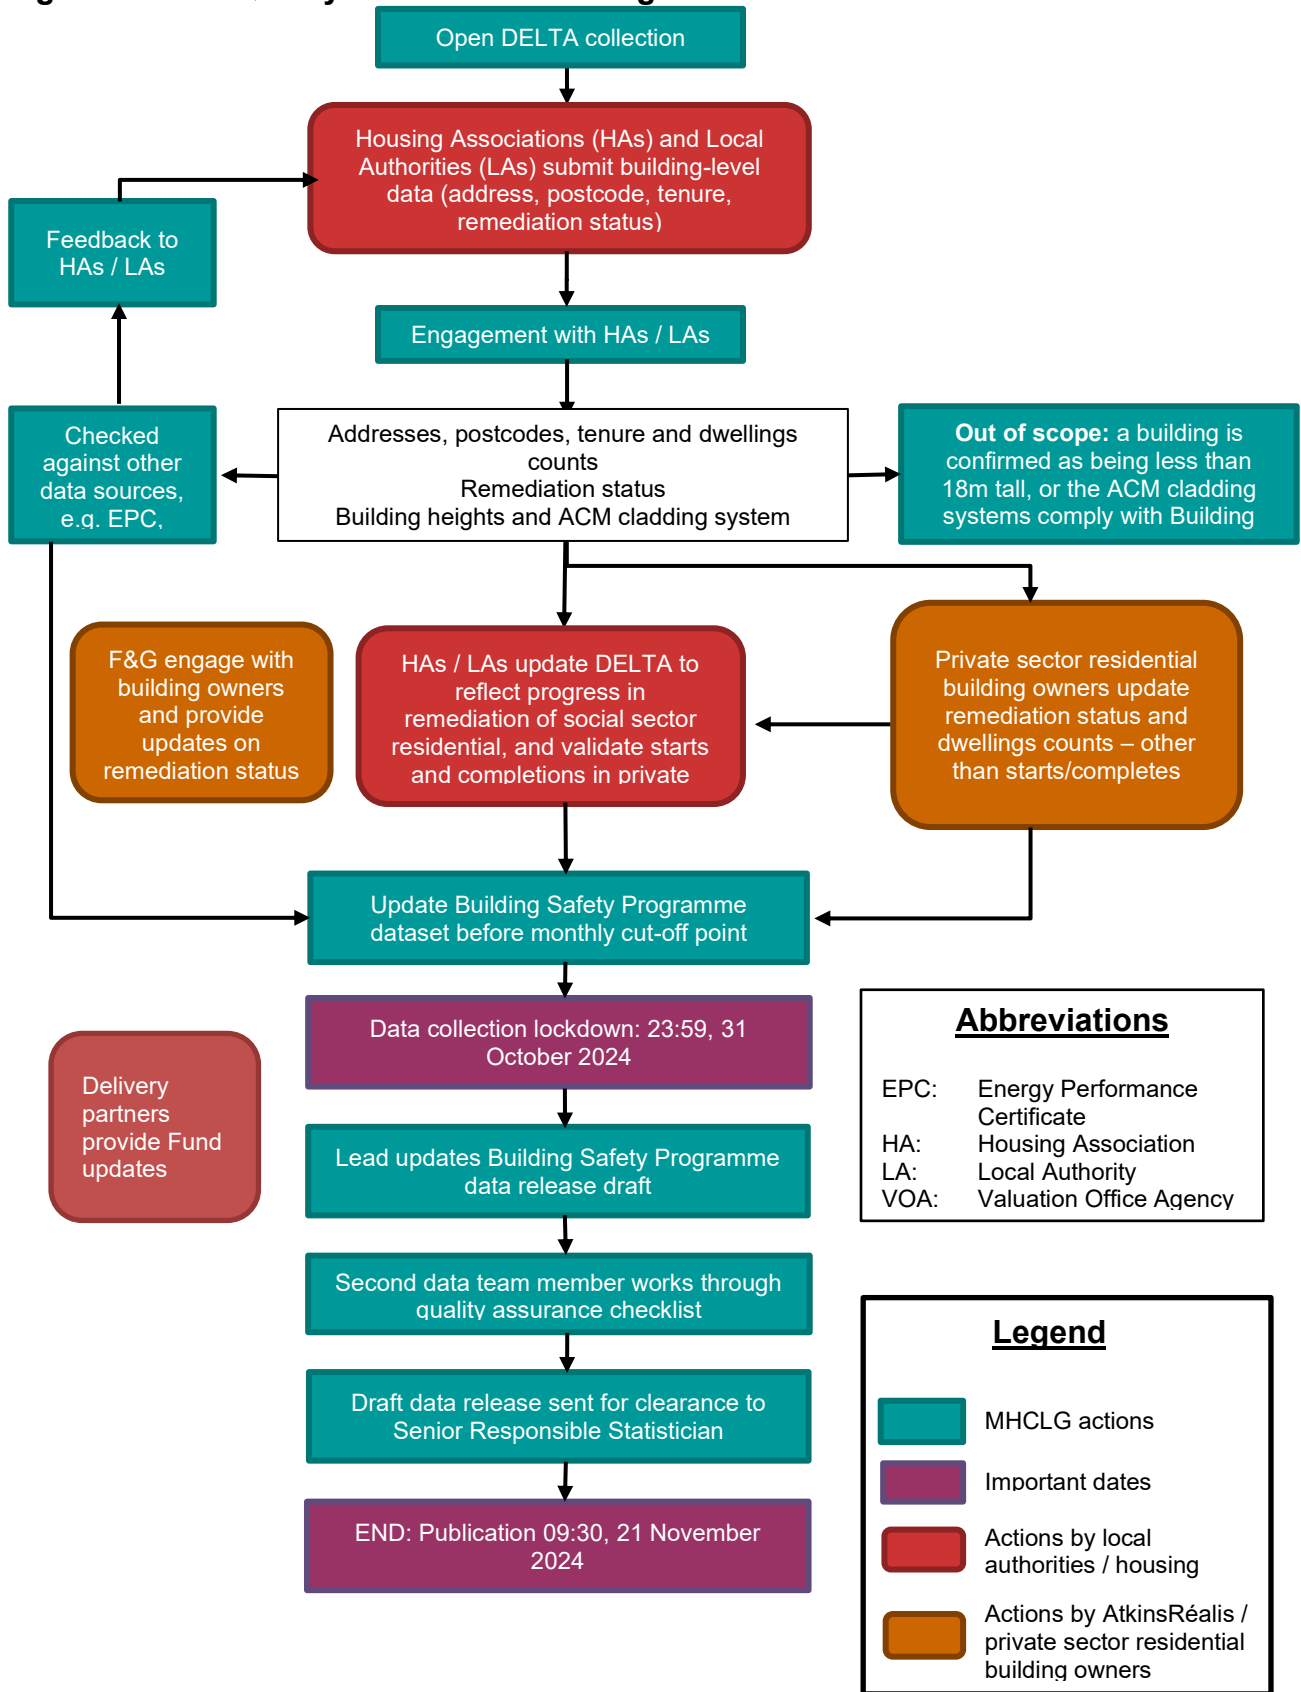 Open DELTA collection
Housing Associations (HAs) and Local
Authorities (LAs) submit building-level
data (address, postcode, tenure,
remediation status)
Feedback to
HAs / LAs
Engagement with HAs / LAs
Checked
against other
data sources,
e.g. EPC,
Addresses, postcodes, tenure and dwellings
counts
Remediation status
Building heights and ACM cladding system
Out of scope: a building is
confirmed as being less than
18m tall, or the ACM cladding
systems comply with Building
F&G engage with
building owners
and provide
updates on
remediation status
HAs / LAs update DELTA to
reflect progress in
remediation of social sector
residential, and validate starts
and completions in private
Private sector residential
building owners update
remediation status and
dwellings counts – other
than starts/completes
Update Building Safety Programme
dataset before monthly cut-off point
Data collection lockdown: 23:59, 31
October 2024
Delivery
partners
provide Fund
updates
Lead updates Building Safety Programme
data release draft
Second data team member works through
quality assurance checklist
Draft data release sent for clearance to
Senior Responsible Statistician
END: Publication 09:30, 21 November
2024
Abbreviations
EPC: Energy Performance
Certificate
HA: Housing Association
LA: Local Authority
VOA: Valuation Office Agency
Legend
MHCLG actions
Important dates
Actions by local
authorities / housing
Actions by AtkinsRéalis /
private sector residential
building owners